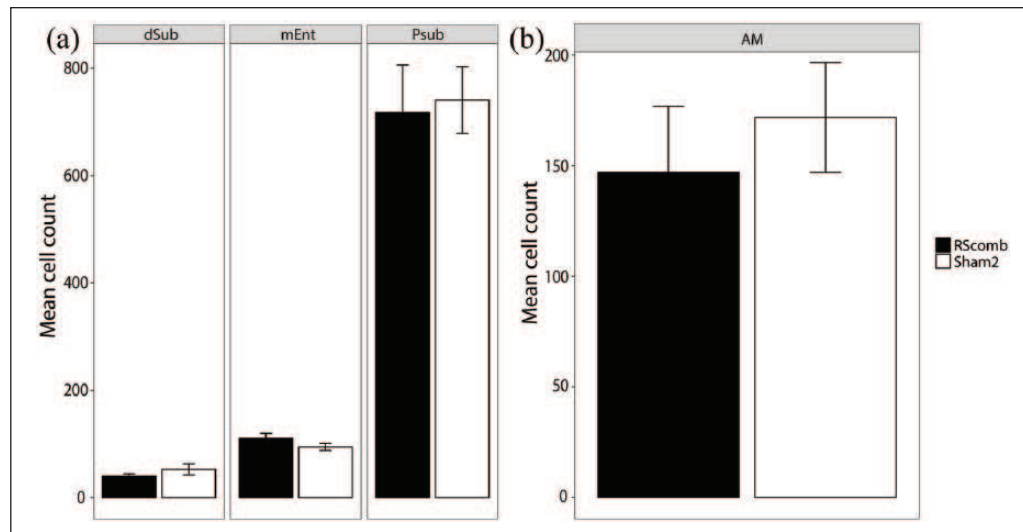 (a)
dSub
mEnt
Psub
Mean cell count
800
600
400
200
0
(b)
AM
Mean cell count
200
150
100
50
0
RScomb
Sham2